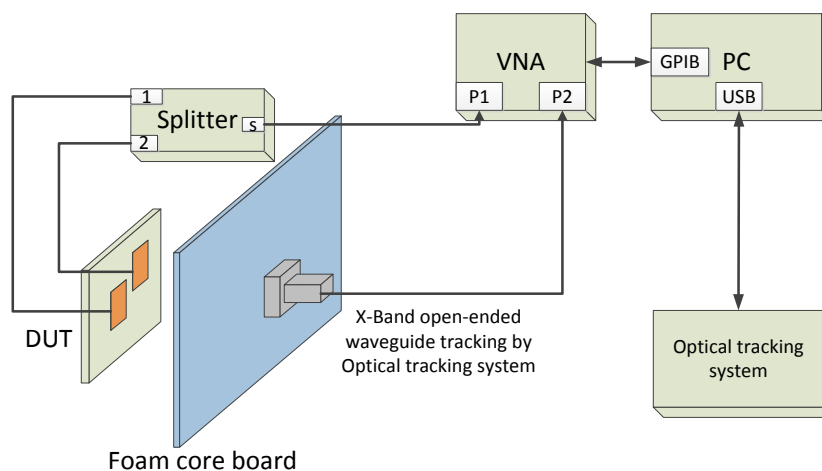 VNA
P1
P2
GPIB
PC
USB
1
Splitter
s
2
DUT
X-Band open-ended
waveguide tracking by
Optical tracking system
Optical tracking
system
Foam core board